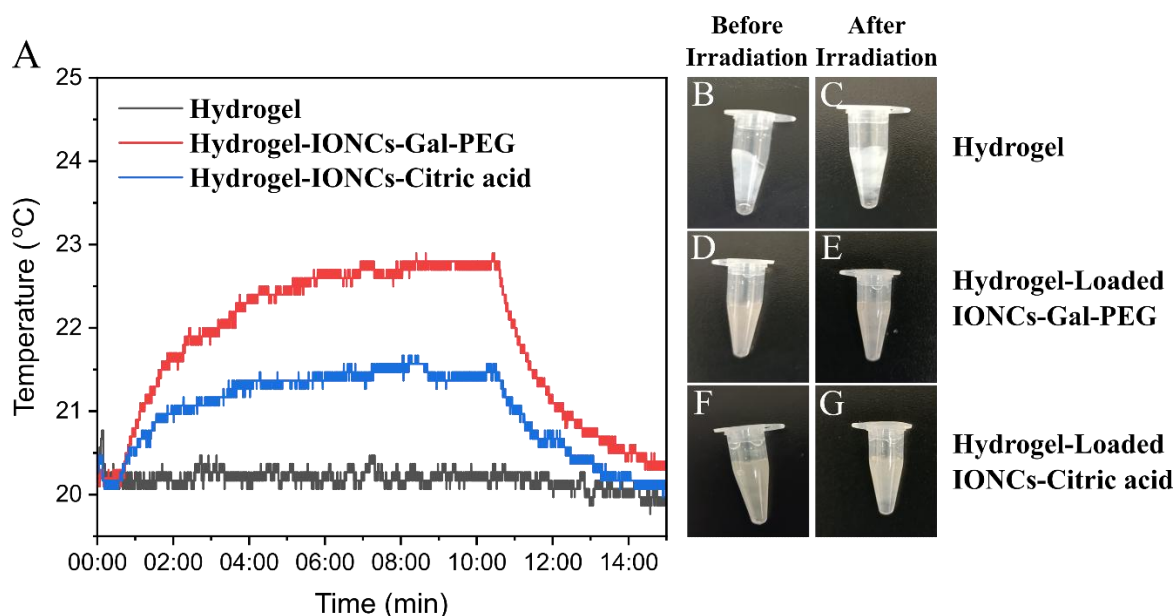 A
Temperature (°C)
25
24
23
22
21
20
Hydrogel
Hydrogel-IONCs-Gal-PEG
Hydrogel-IONCs-Citric acid
00:00 02:00 04:00 06:00 08:00 10:00 12:00 14:00
Time (min)
Before
Irradiation
After
Irradiation
B
C
Hydrogel
D
E
Hydrogel-Loaded
IONCs-Gal-PEG
F
G
Hydrogel-Loaded
IONCs-Citric acid